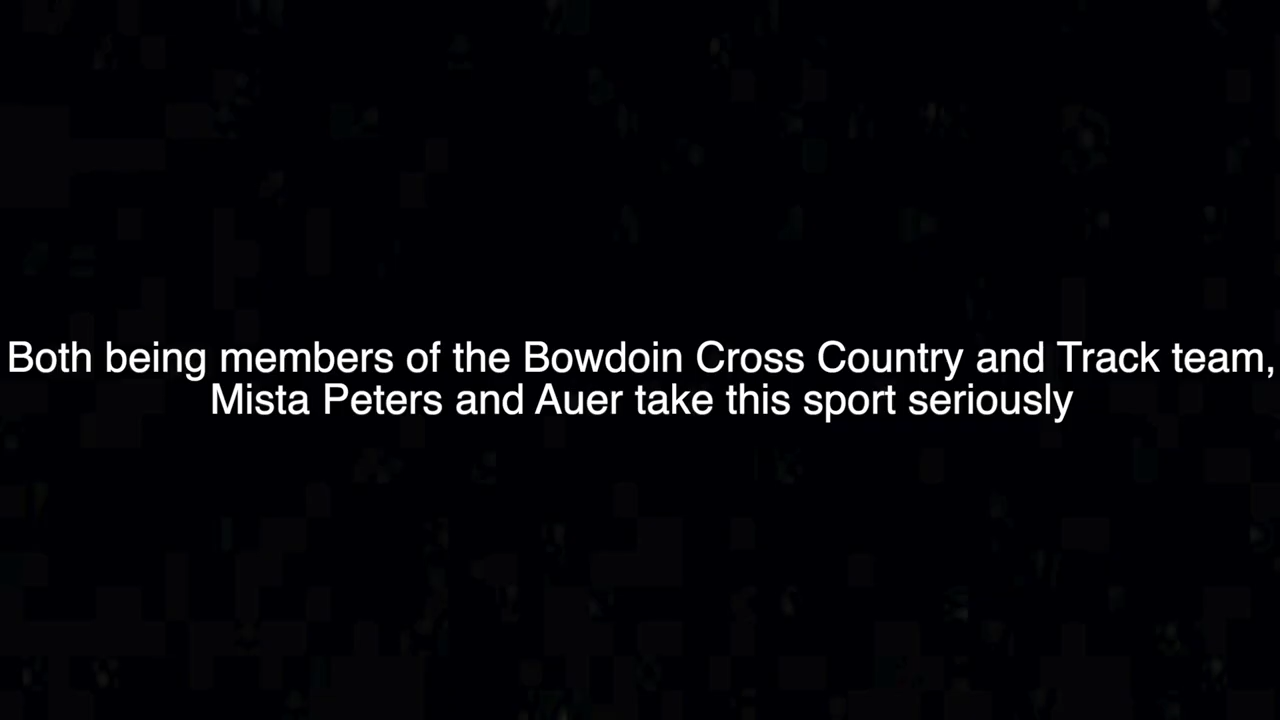 Both being members of the Bowdoin Cross Country and Track team,
Mista Peters and Auer take this sport seriously